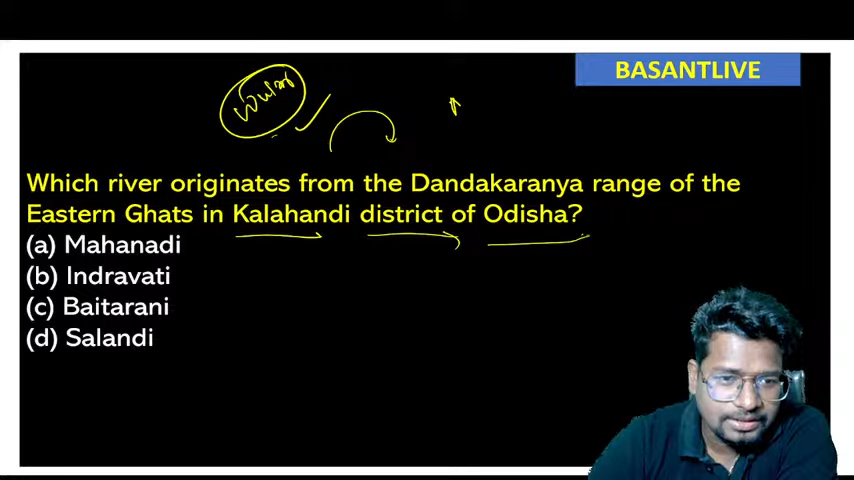 BASANTLIVE
Which river originates from the Dandakaranya range of the
Eastern Ghats in Kalahandi district of Odisha?
(a) Mahanadi
(b) Indravati
(c) Baitarani
(d) Salandi